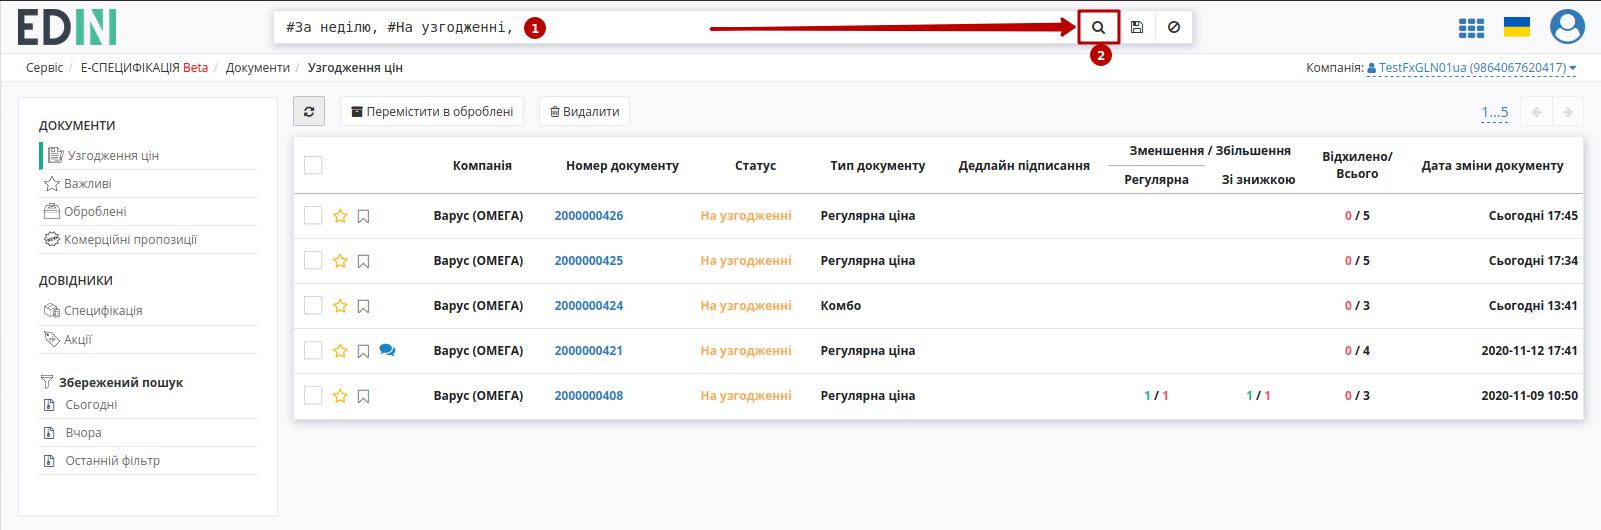 EDIN
#За неділю, #На узгодженні,
1
2
Сервіс / Е-СПЕЦИФІКАЦІЯ Beta / Документи / Узгодження цін
Компанія: TestFxGLN01ua (9864067620417)
ДОКУМЕНТИ
Узгодження цін
Важливі
Оброблені
Комерційні пропозиції
ДОВІДНИКИ
Специфікація
Акції
Збережений пошук
Сьогодні
Вчора
Останній фільтр
Перемістити в оброблені
Видалити
1...5
Компанія Номер документу Статус Тип документу Дедлайн підписання Зменшення / Збільшення Регулярна Зі знижкою Відхилено/ Всього Дата зміни документу
Варус (ОМЕГА) 2000000426 На узгодженні Регулярна ціна 0 / 5 Сьогодні 17:45
Варус (ОМЕГА) 2000000425 На узгодженні Регулярна ціна 0 / 5 Сьогодні 17:34
Варус (ОМЕГА) 2000000424 На узгодженні Комбо 0 / 3 Сьогодні 13:41
Варус (ОМЕГА) 2000000421 На узгодженні Регулярна ціна 0 / 4 2020-11-12 17:41
Варус (ОМЕГА) 2000000408 На узгодженні Регулярна ціна 1 / 1 1 / 1 0 / 3 2020-11-09 10:50